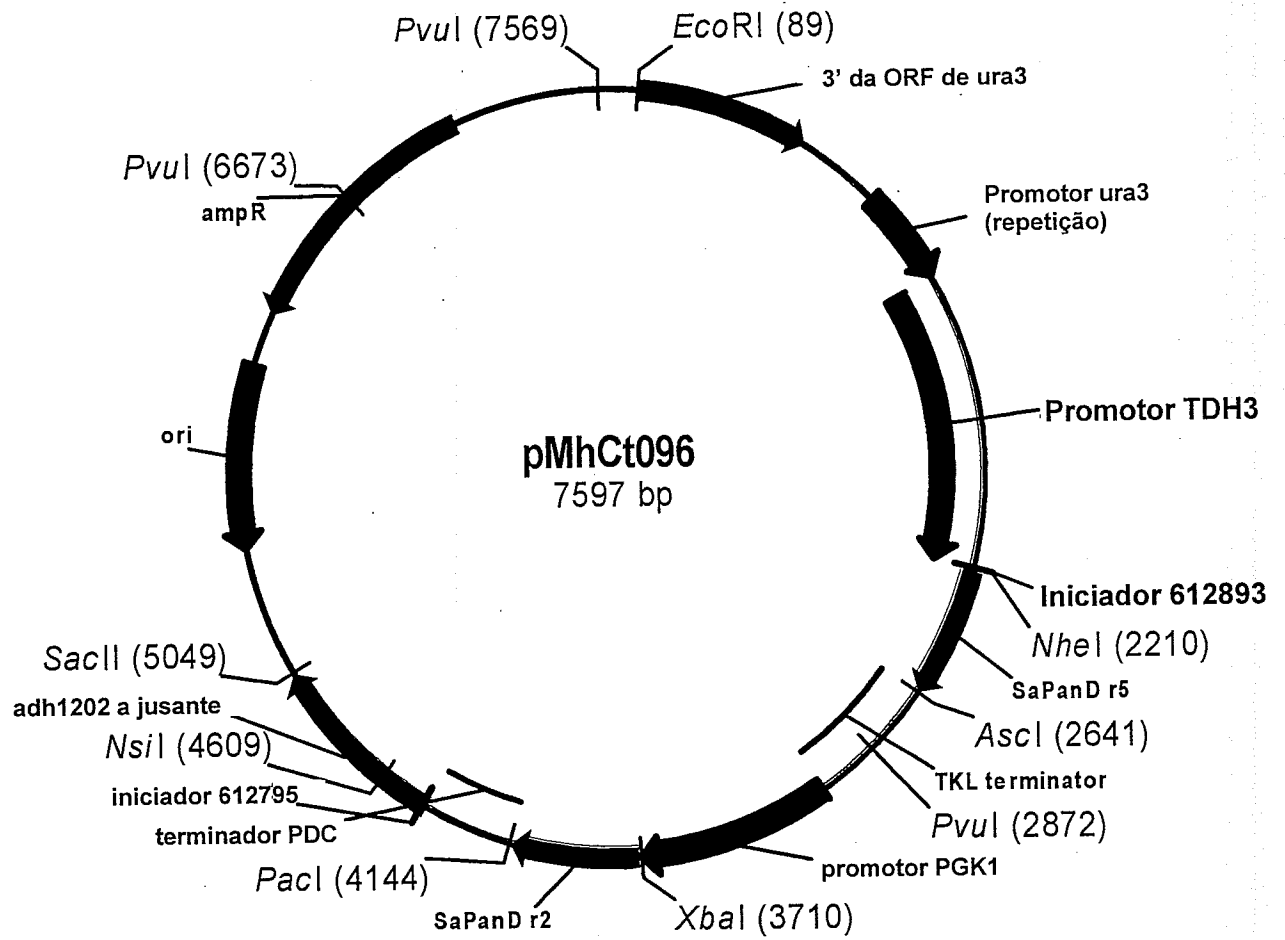 PvuI (7569)
EcoRI (89)
3' da ORF de ura3
PvuI (6673)
ampR
Promotor ura3
(repetição)
Promotor TDH3
ori
pMhCt096
7597 bp
Iniciador 612893
NheI (2210)
SaPanD r5
AscI (2641)
TKL terminator
PvuI (2872)
promotor PGK1
XbaI (3710)
SaPanD r2
PacI (4144)
terminador PDC
iniciador 612795
NsiI (4609)
adh1202 a jusante
SacII (5049)